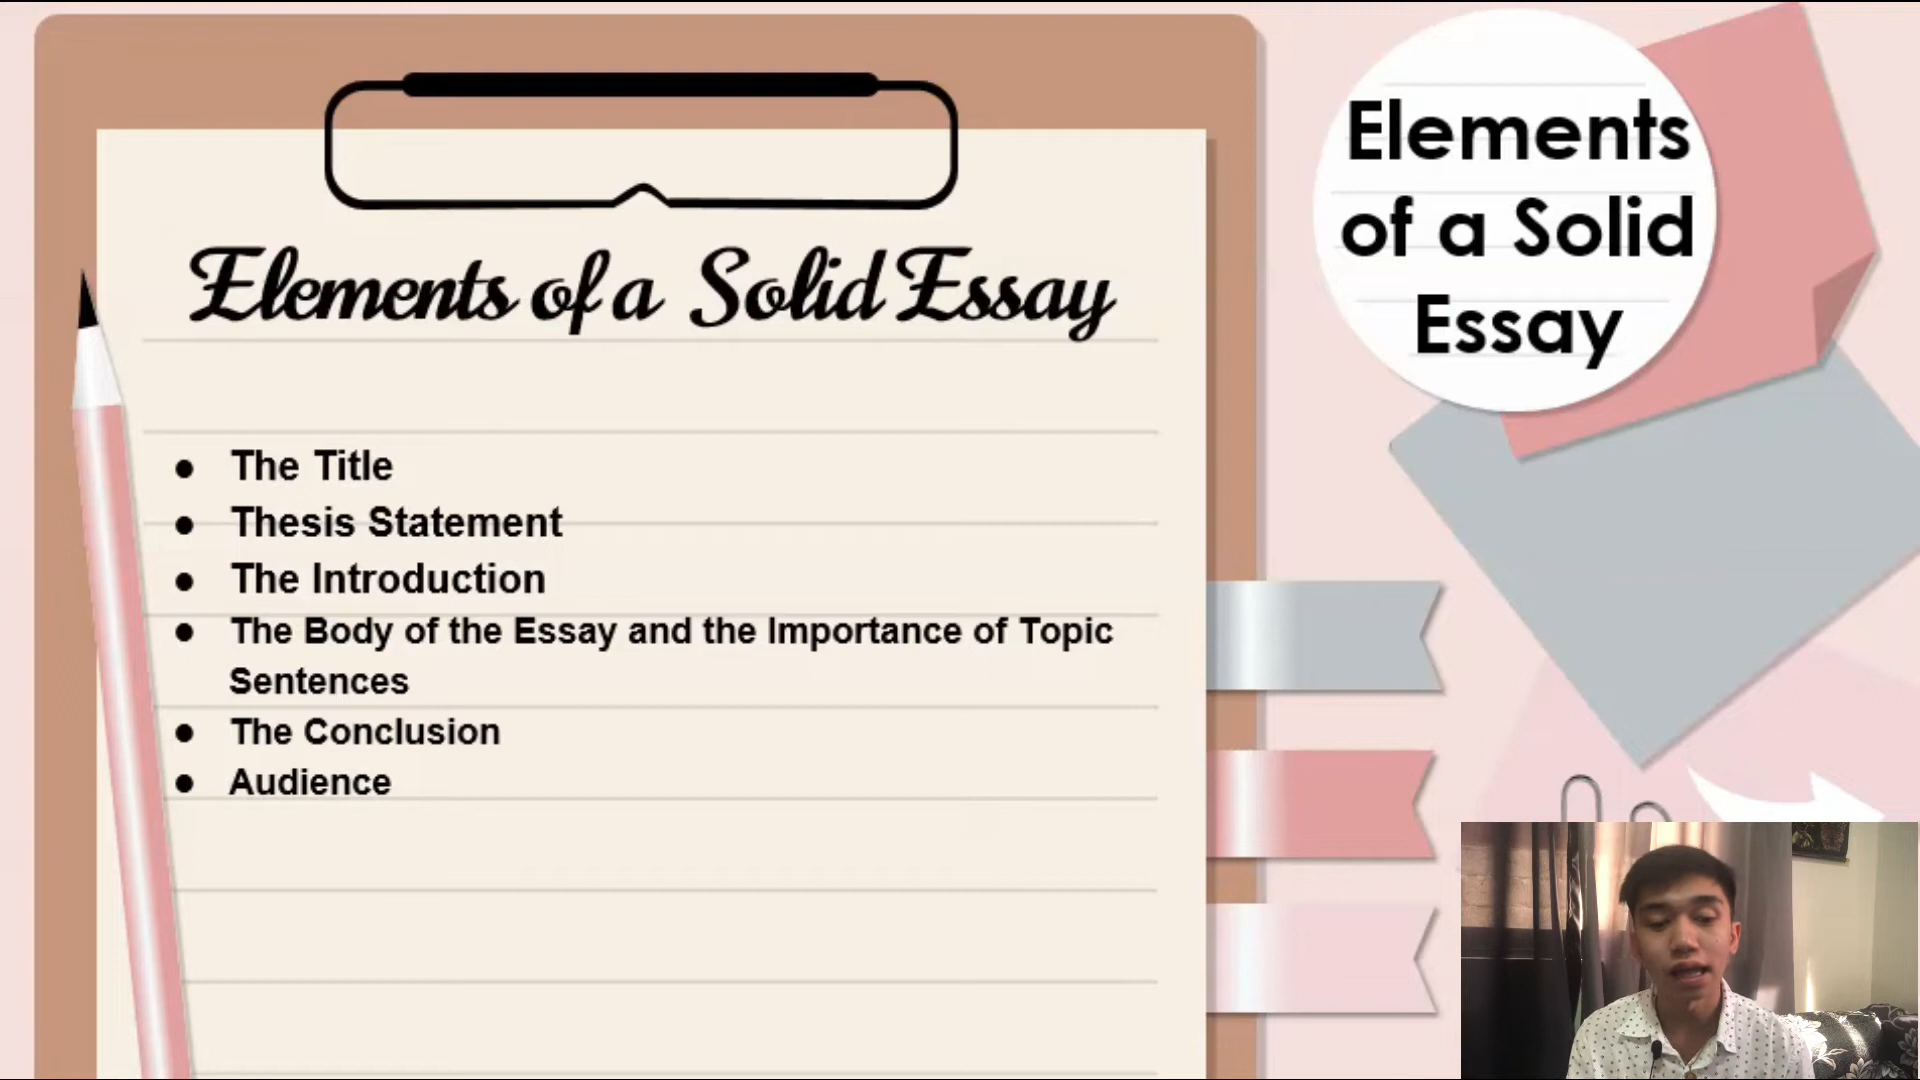 Elements of a Solid Essay
● The Title
● Thesis Statement
● The Introduction
● The Body of the Essay and the Importance of Topic
Sentences
● The Conclusion
● Audience
Elements
of a Solid
Essay